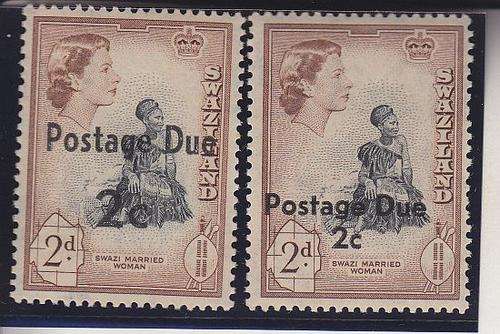 SWAZILAND
Postage Due
2c
2d.
SWAZI MARRIED
WOMAN
SWAZILAND
Postage Due
2c
2d.
SWAZI MARRIED
WOMAN